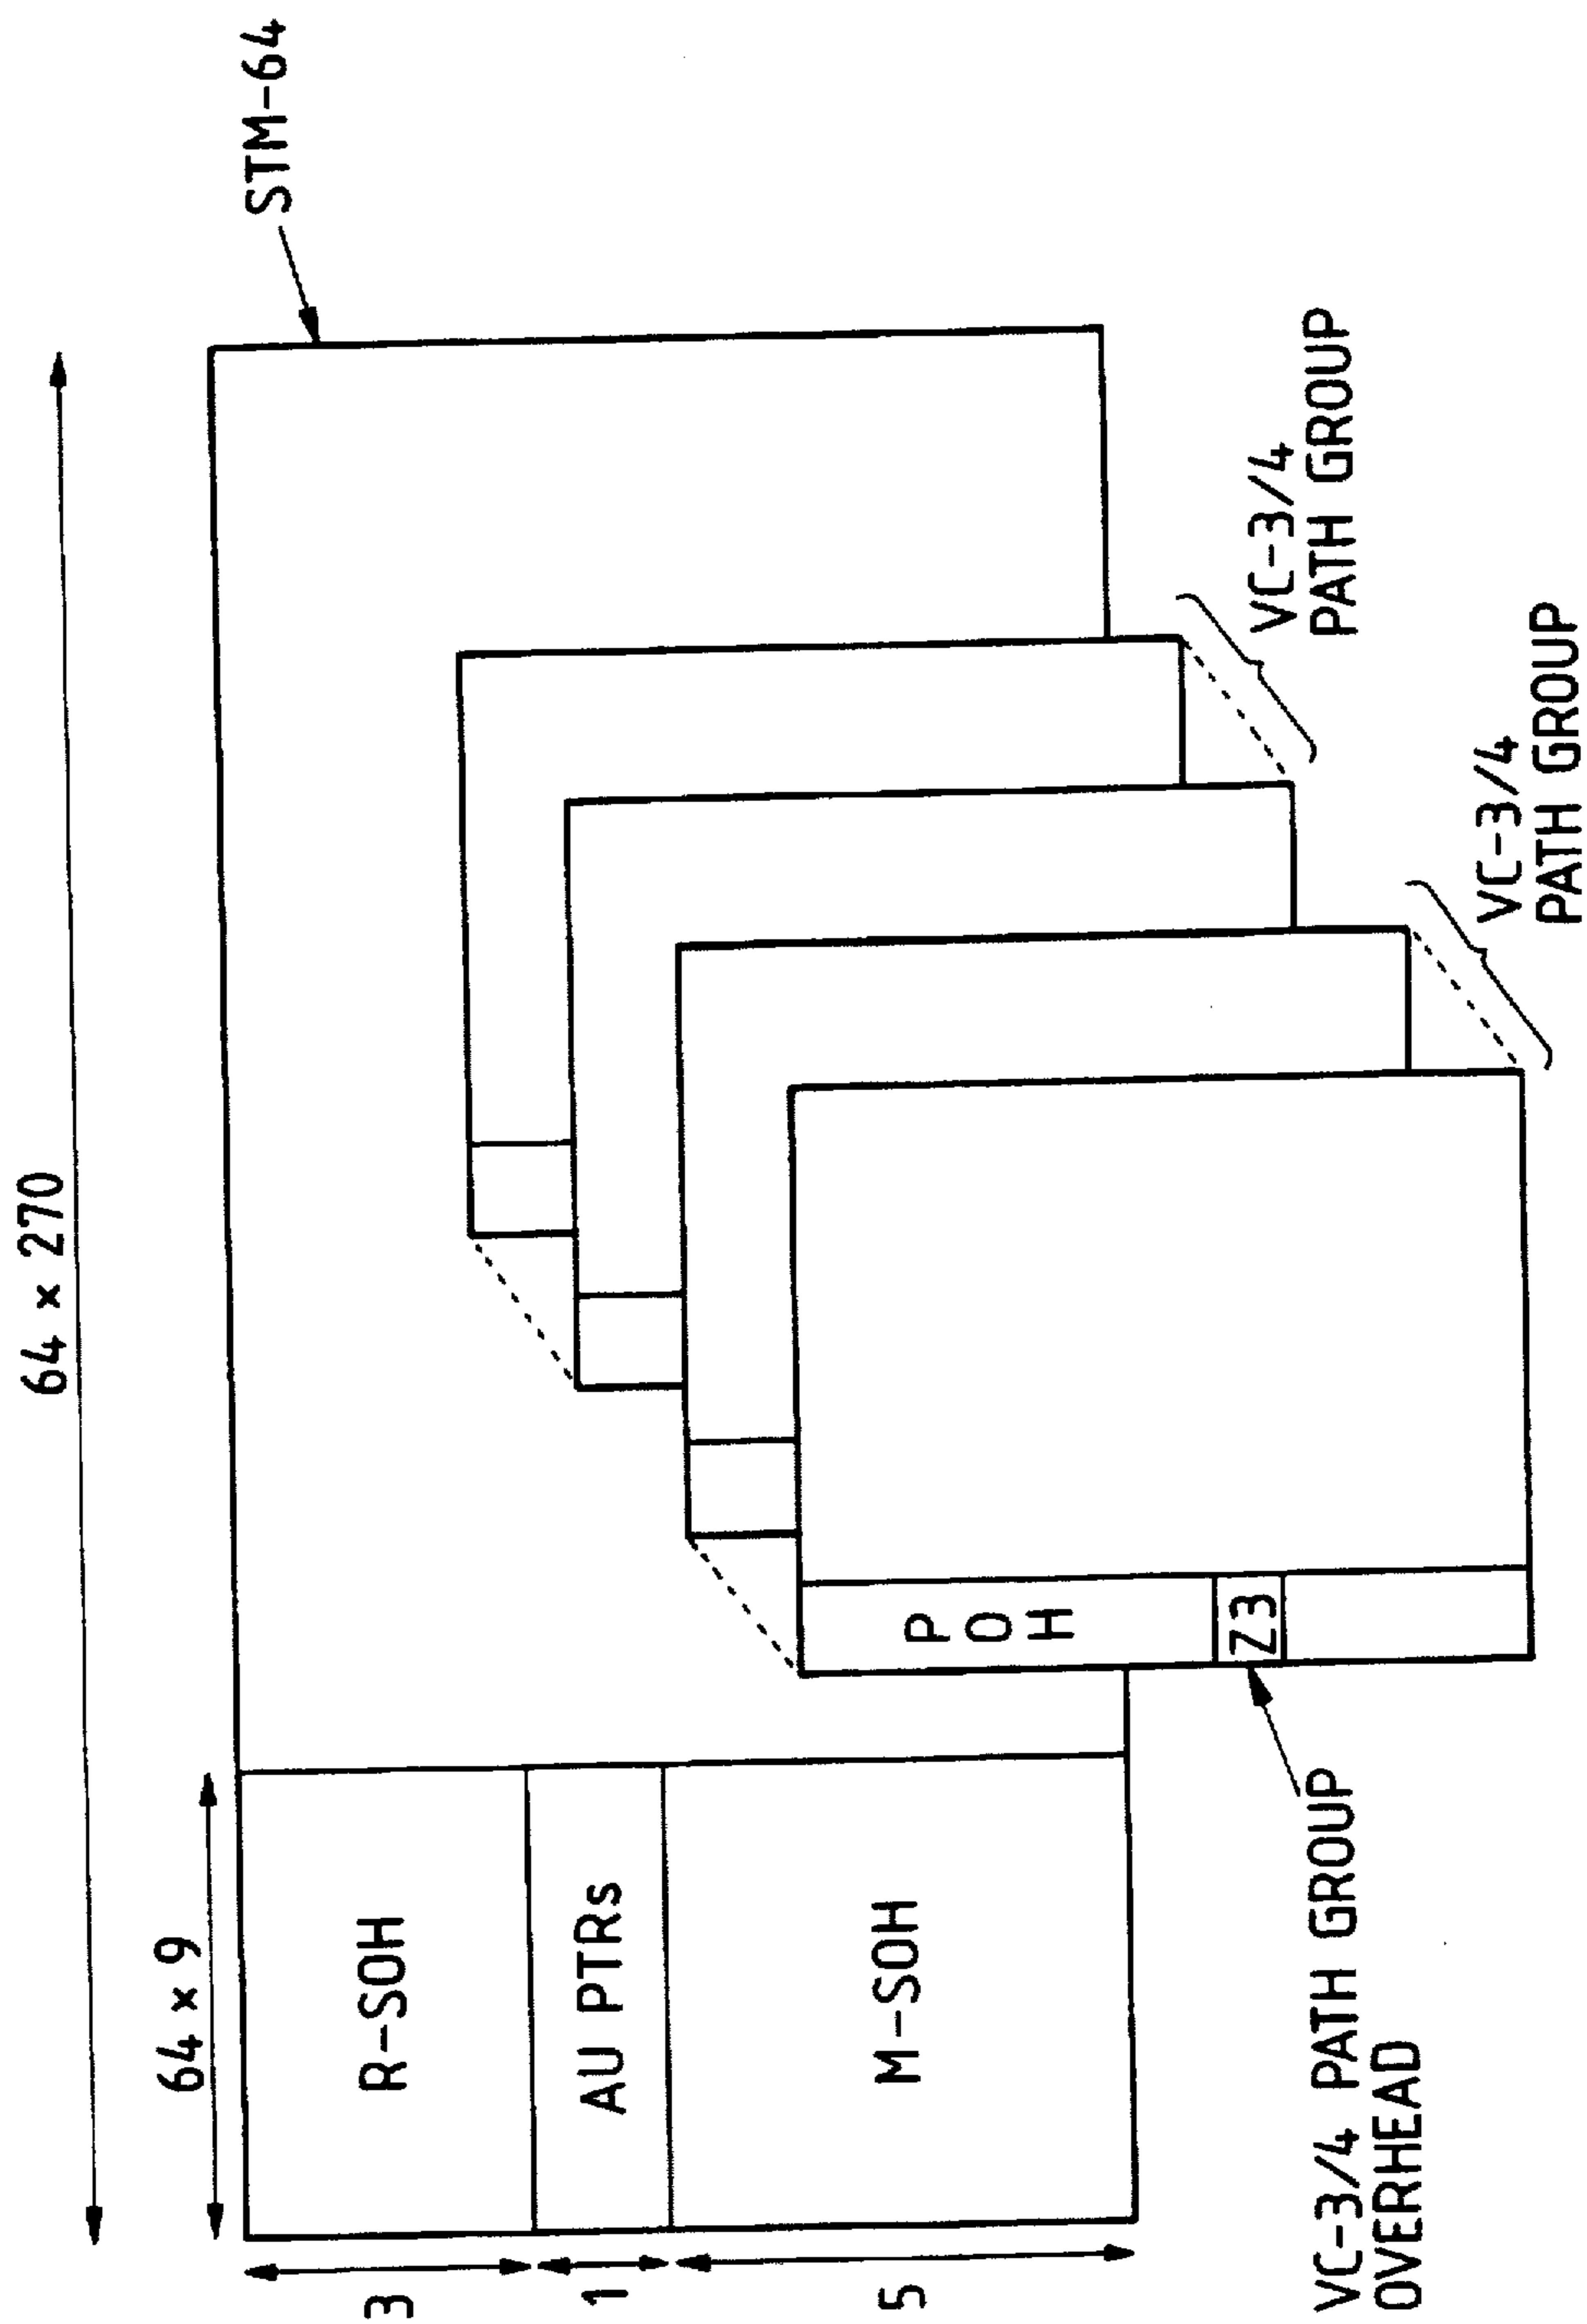 64 × 270
64 × 9
STM-64
3
1
5
R-SOH
AU PTRs
M-SOH
P
O
H
Z3
VC-3/4
PATH GROUP
VC-3/4
PATH GROUP
VC-3/4 PATH GROUP
OVERHEAD